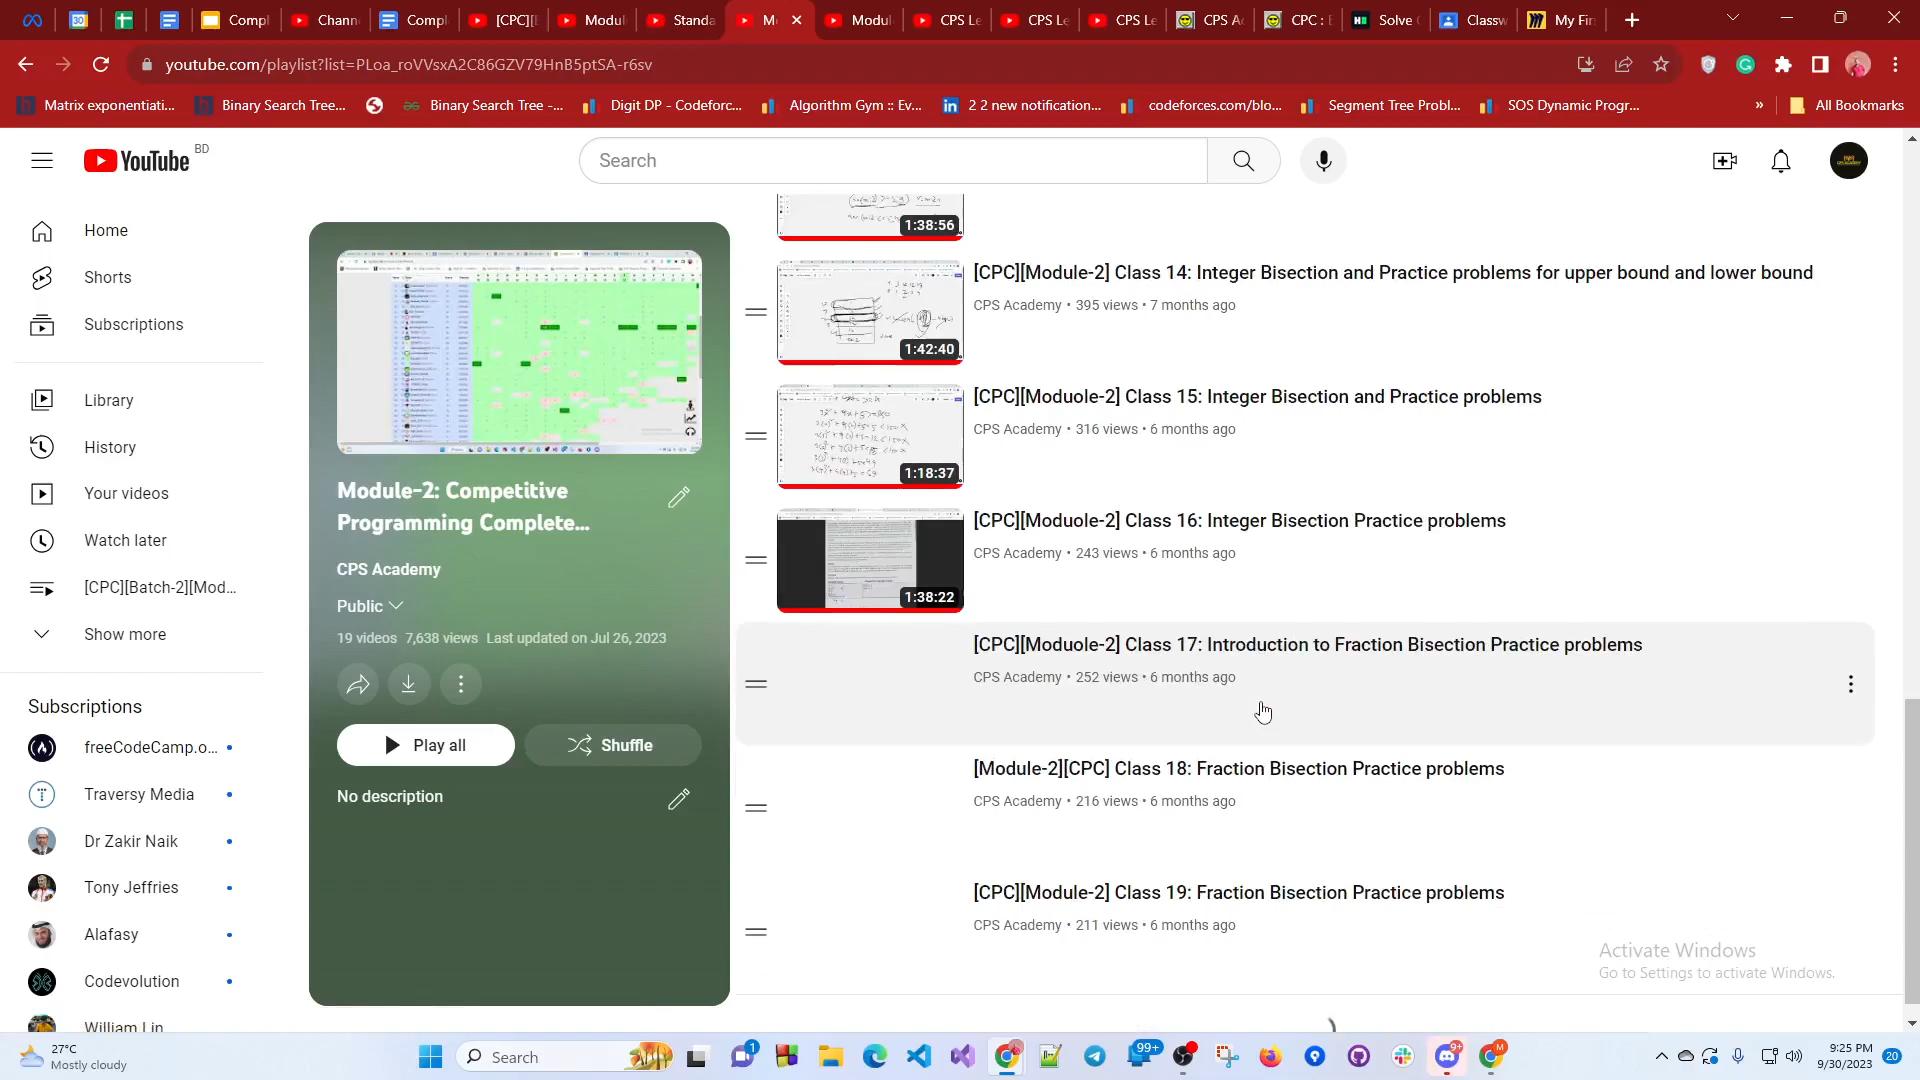 Compl
Chann
Compl
[CPC][E
Modul
Standa
M
Modul
CPS Le
CPS Le
CPS Le
CPS A
CPC : E
Solve
Classw
My Fir
youtube.com/playlist?list=PLoa_roVVsxA2C86GZV79HnB5ptSA-r6sv
Matrix exponentiati...
Binary Search Tree...
Binary Search Tree -...
Digit DP - Codeforc...
Algorithm Gym :: Ev...
2 2 new notification...
codeforces.com/blo...
Segment Tree Probl...
SOS Dynamic Progr...
»
All Bookmarks
YouTube BD
Search
Home
Shorts
Subscriptions
Library
History
Your videos
Watch later
[CPC][Batch-2][Mod...
Show more
Subscriptions
freeCodeCamp.o...
Traversy Media
Dr Zakir Naik
Tony Jeffries
Alafasy
Codevolution
William Lin
Module-2: Competitive
Programming Complete...
CPS Academy
Public
19 videos 7,638 views Last updated on Jul 26, 2023
Play all
Shuffle
No description
1:38:56
1:42:40
[CPC][Module-2] Class 14: Integer Bisection and Practice problems for upper bound and lower bound
CPS Academy • 395 views • 7 months ago
1:18:37
[CPC][Moduole-2] Class 15: Integer Bisection and Practice problems
CPS Academy • 316 views • 6 months ago
1:38:22
[CPC][Moduole-2] Class 16: Integer Bisection Practice problems
CPS Academy • 243 views • 6 months ago
[CPC][Moduole-2] Class 17: Introduction to Fraction Bisection Practice problems
CPS Academy • 252 views • 6 months ago
[Module-2][CPC] Class 18: Fraction Bisection Practice problems
CPS Academy • 216 views • 6 months ago
[CPC][Module-2] Class 19: Fraction Bisection Practice problems
CPS Academy • 211 views • 6 months ago
Activate Windows
Go to Settings to activate Windows.
27°C
Mostly cloudy
Search
1
99+
9+
M
9:25 PM
9/30/2023
20